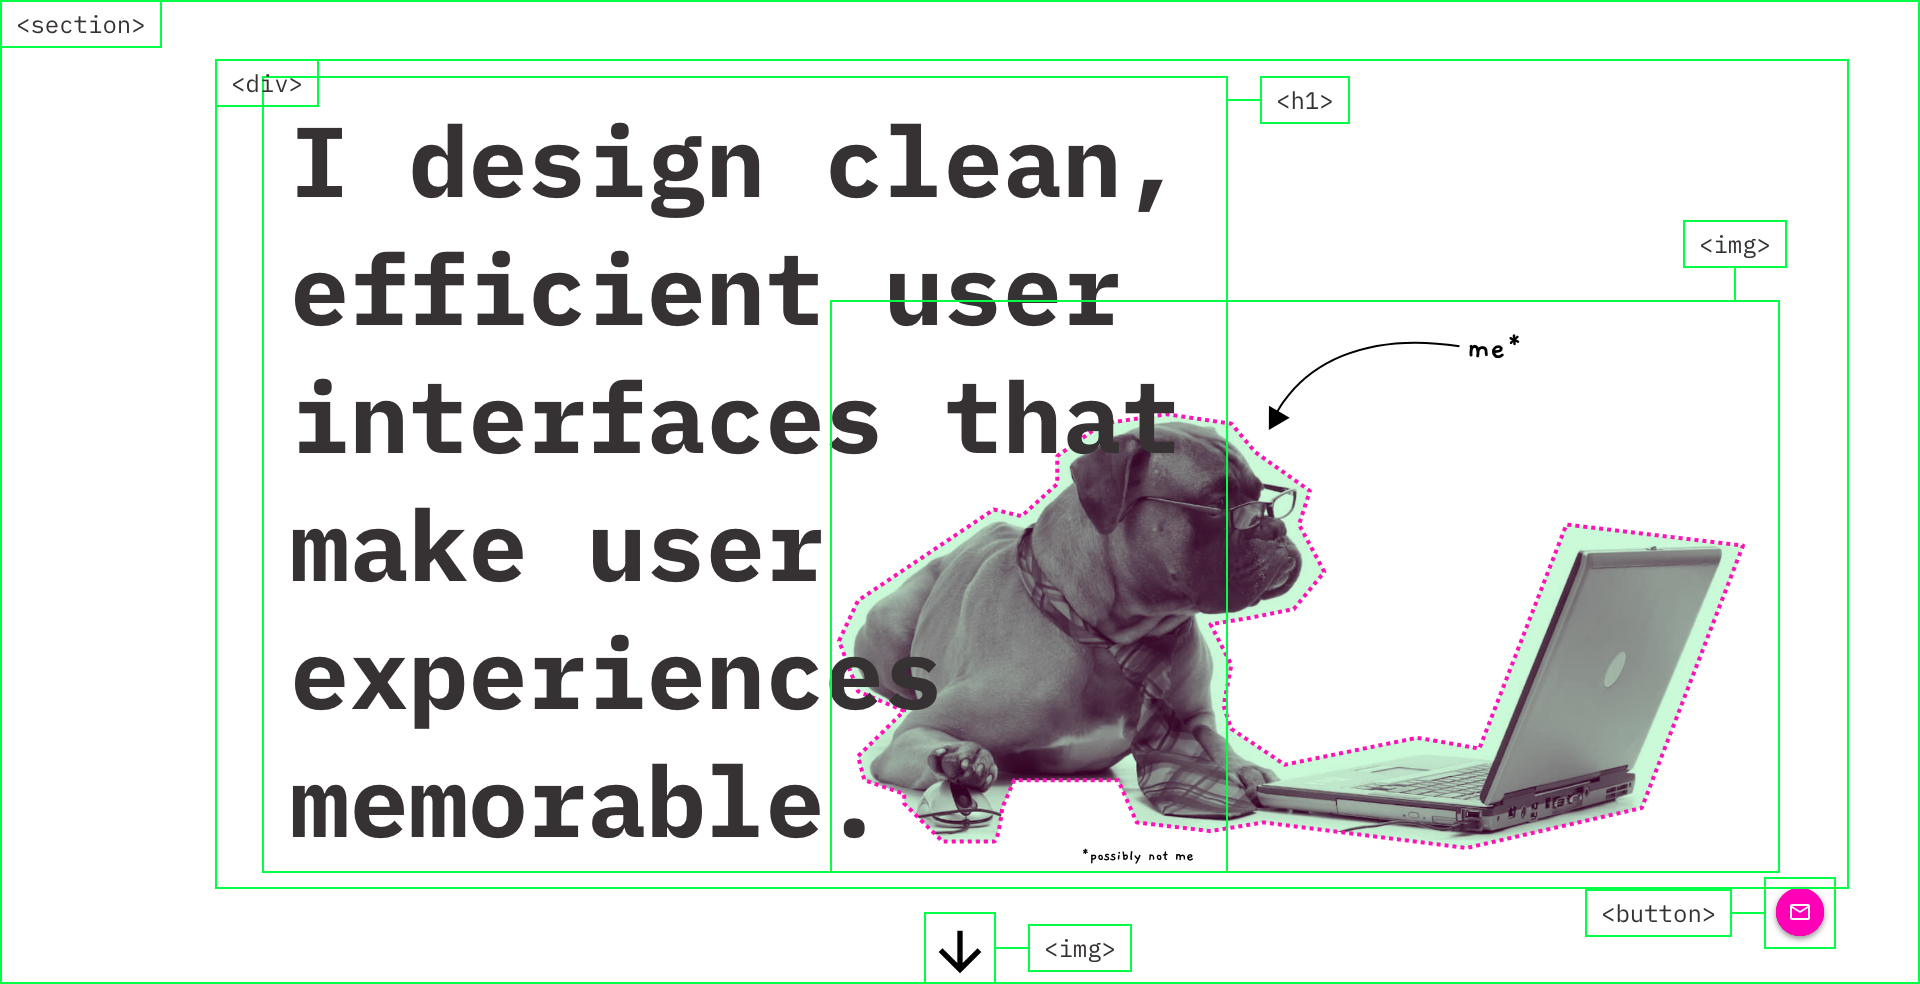 <section>
<div>
<h1>
I design clean,
efficient user
interfaces that
make user
experiences
memorable.
<img>
me*
*possibly not me
<button>
<img>